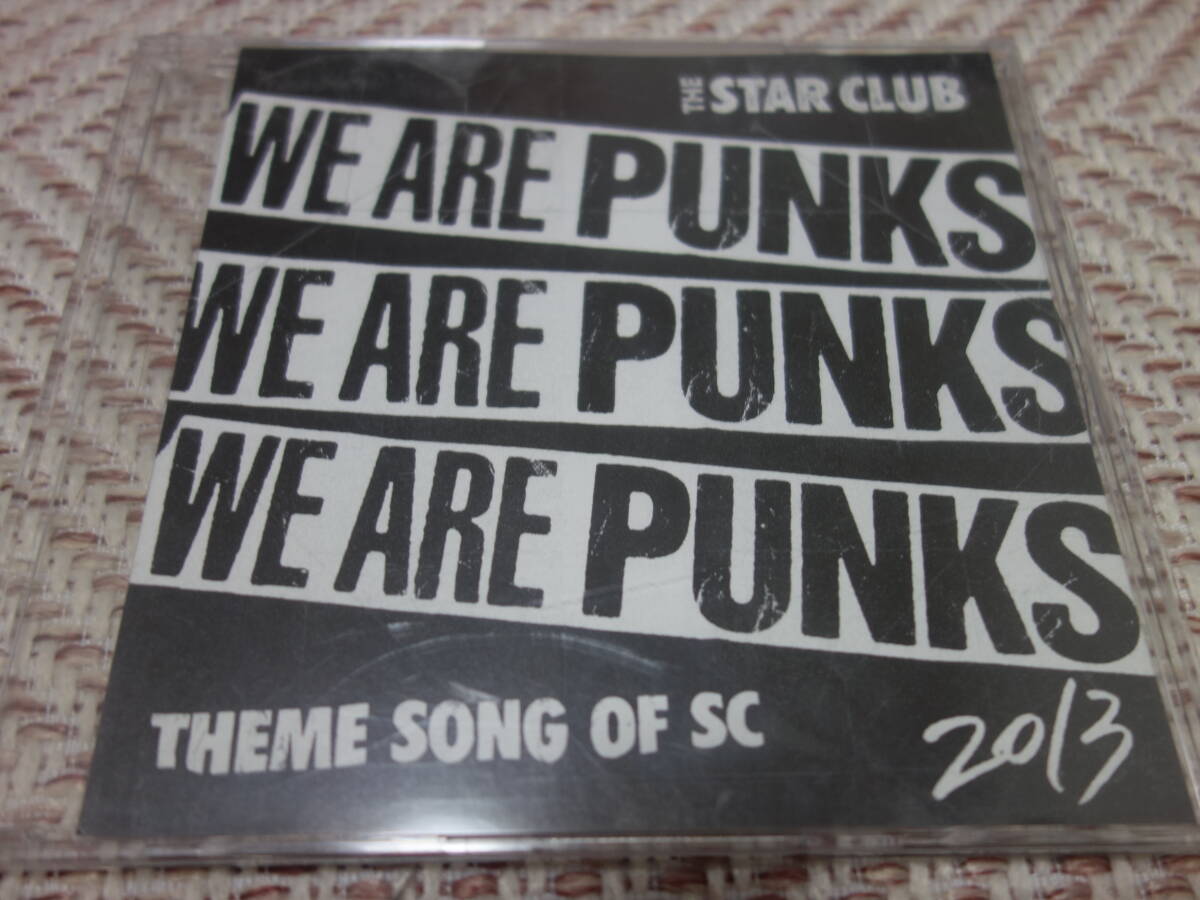 THE STAR CLUB
WE ARE PUNKS
WE ARE PUNKS
WE ARE PUNKS
THEME SONG OF SC
2013